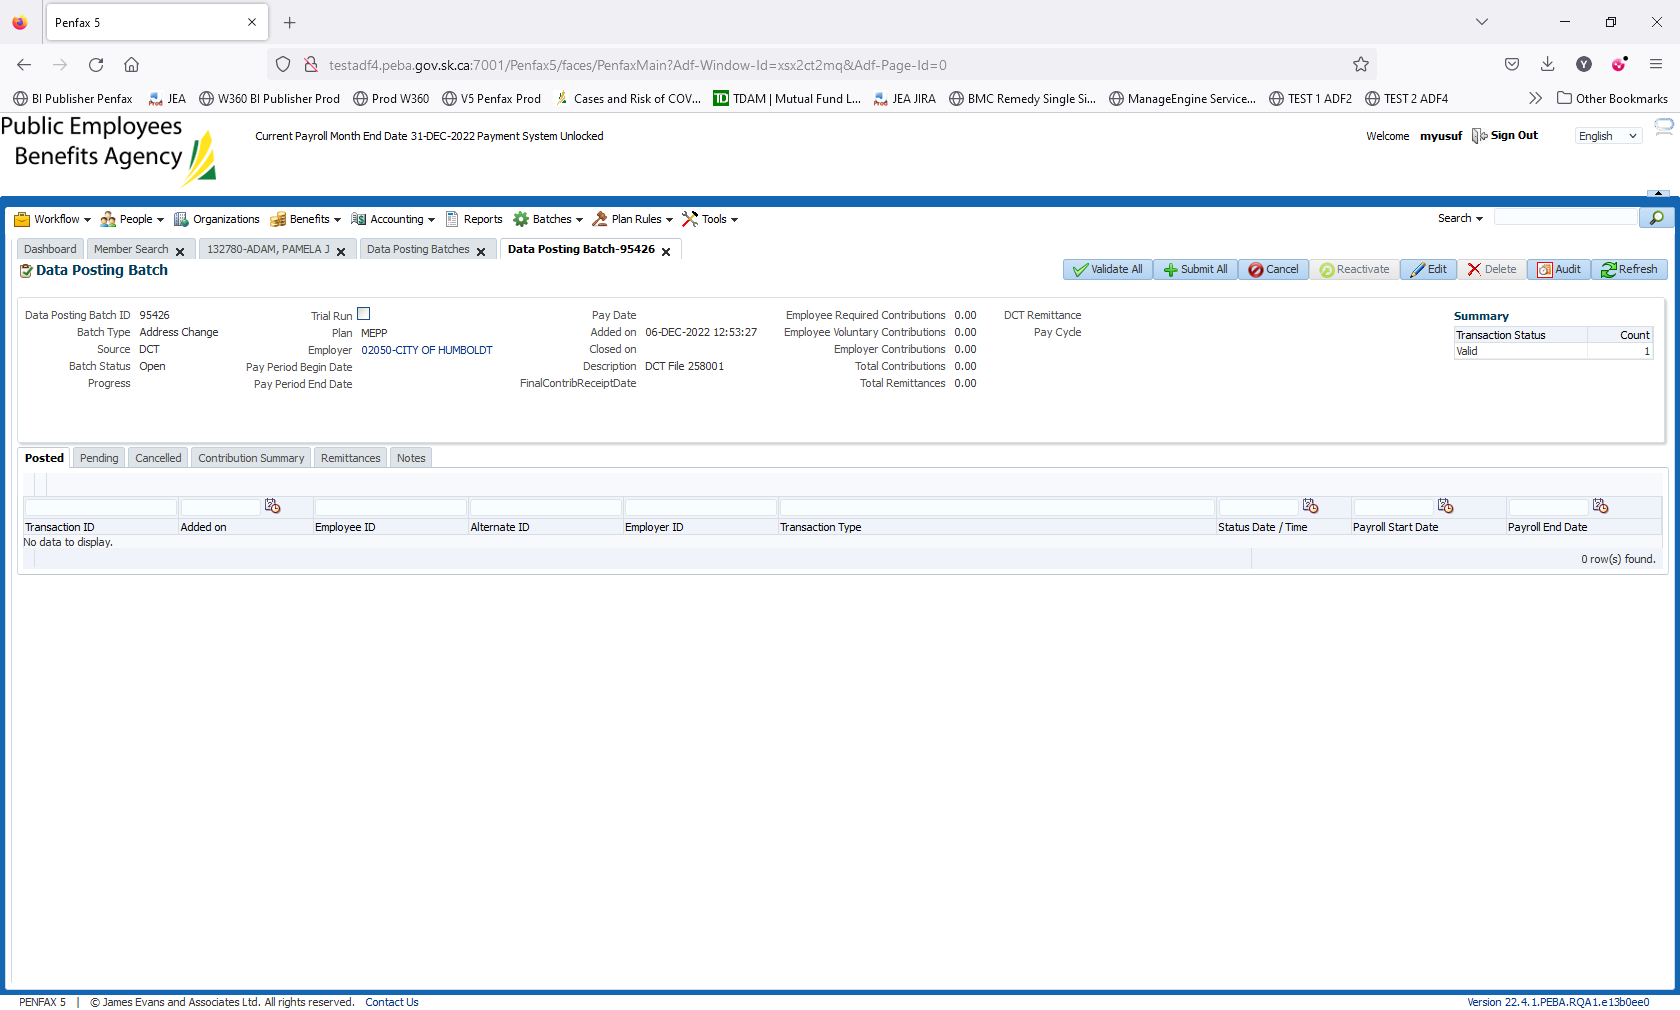 Penfax 5
testadf4.peba.gov.sk.ca:7001/Penfax5/faces/PenfaxMain?Adf-Window-Id=xsx2ct2mq&Adf-Page-Id=0
Y
BI Publisher Penfax JEA W360 BI Publisher Prod Prod W360 V5 Penfax Prod Cases and Risk of COV... TD TDAM | Mutual Fund L... JEA JIRA BMC Remedy Single Si... ManageEngine Service... TEST 1 ADF2 TEST 2 ADF4 Other Bookmarks
Public Employees
Benefits Agency
Current Payroll Month End Date 31-DEC-2022 Payment System Unlocked
Welcome myusuf Sign Out English
Workflow People Organizations Benefits Accounting Reports Batches Plan Rules Tools Search
Dashboard Member Search 132780-ADAM, PAMELA J Data Posting Batches Data Posting Batch-95426
Data Posting Batch
Validate All Submit All Cancel Reactivate Edit Delete Audit Refresh
Data Posting Batch ID 95426
Batch Type Address Change
Source DCT
Batch Status Open
Progress
Trial Run
Plan MEPP
Employer 02050-CITY OF HUMBOLDT
Pay Period Begin Date
Pay Period End Date
Pay Date
Added on 06-DEC-2022 12:53:27
Closed on
Description DCT File 258001
FinalContribReceiptDate
Employee Required Contributions 0.00
Employee Voluntary Contributions 0.00
Employer Contributions 0.00
Total Contributions 0.00
Total Remittances 0.00
DCT Remittance
Pay Cycle
Summary
Transaction Status Count
Valid 1
Posted Pending Cancelled Contribution Summary Remittances Notes
Transaction ID Added on Employee ID Alternate ID Employer ID Transaction Type Status Date / Time Payroll Start Date Payroll End Date
No data to display.
0 row(s) found.
PENFAX 5 | © James Evans and Associates Ltd. All rights reserved. Contact Us
Version 22.4.1.PEBA.RQA1.e13b0ee0